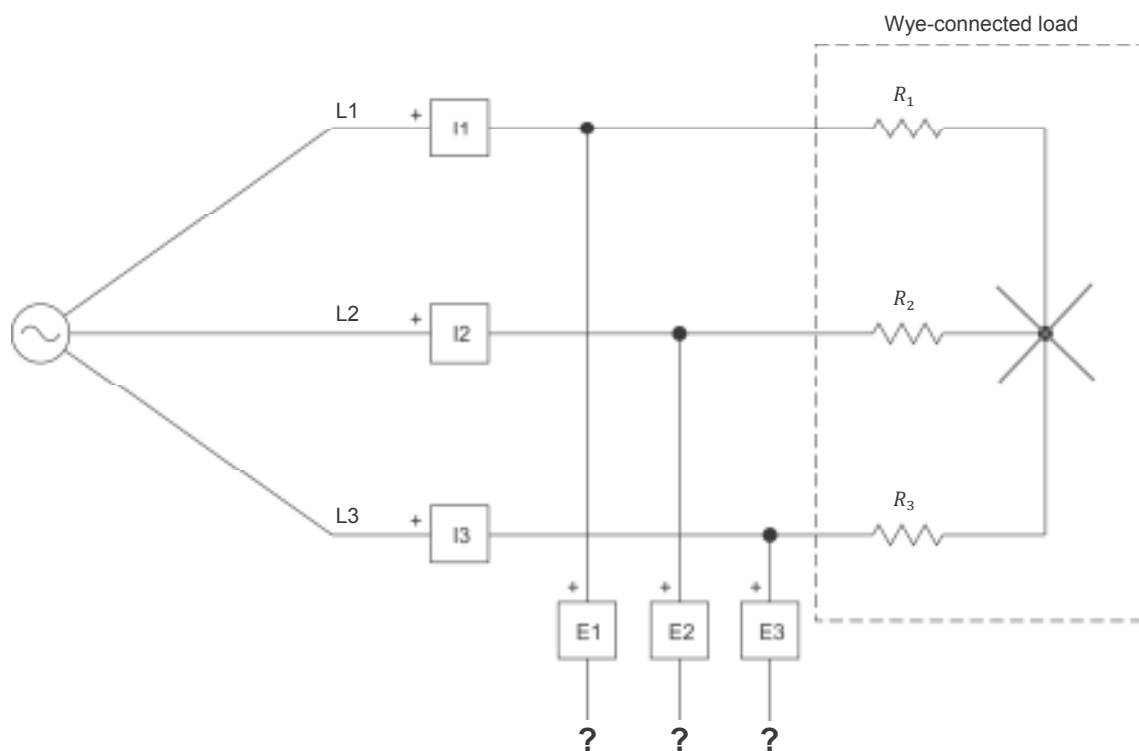 Wye-connected load
L1
+
I1
R₁
L2
+
I2
R₂
L3
+
I3
R₃
+
E1
+
E2
+
E3
?
?
?